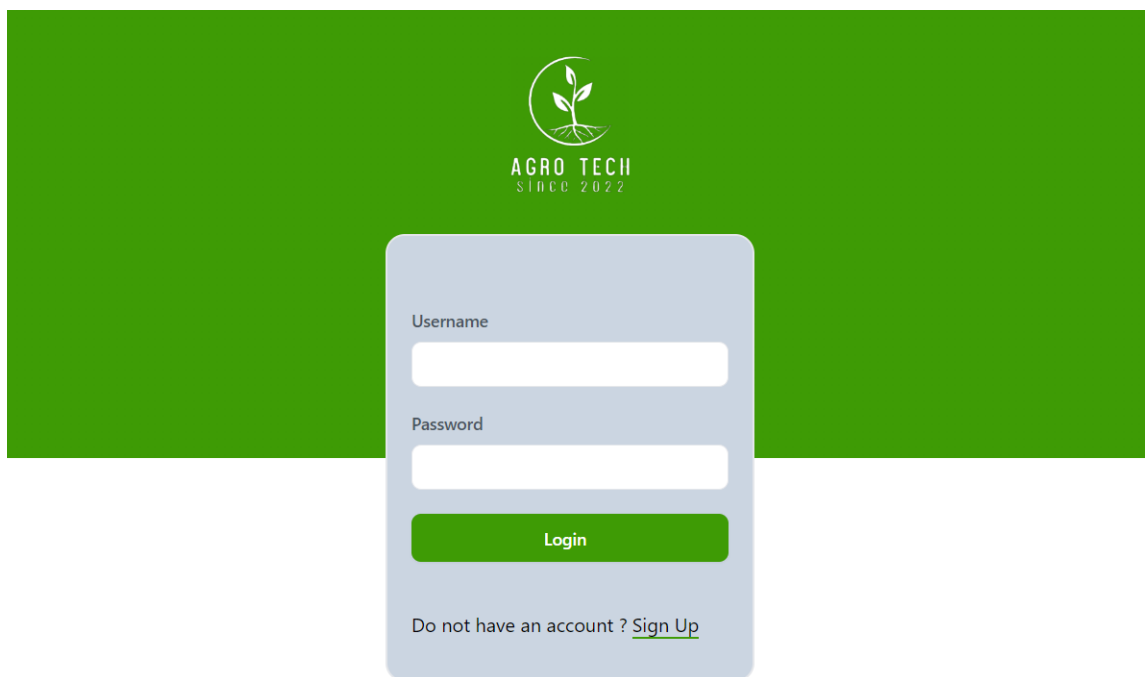 AGRO TECH
SINCE 2022
Username
Password
Login
Do not have an account ? Sign Up